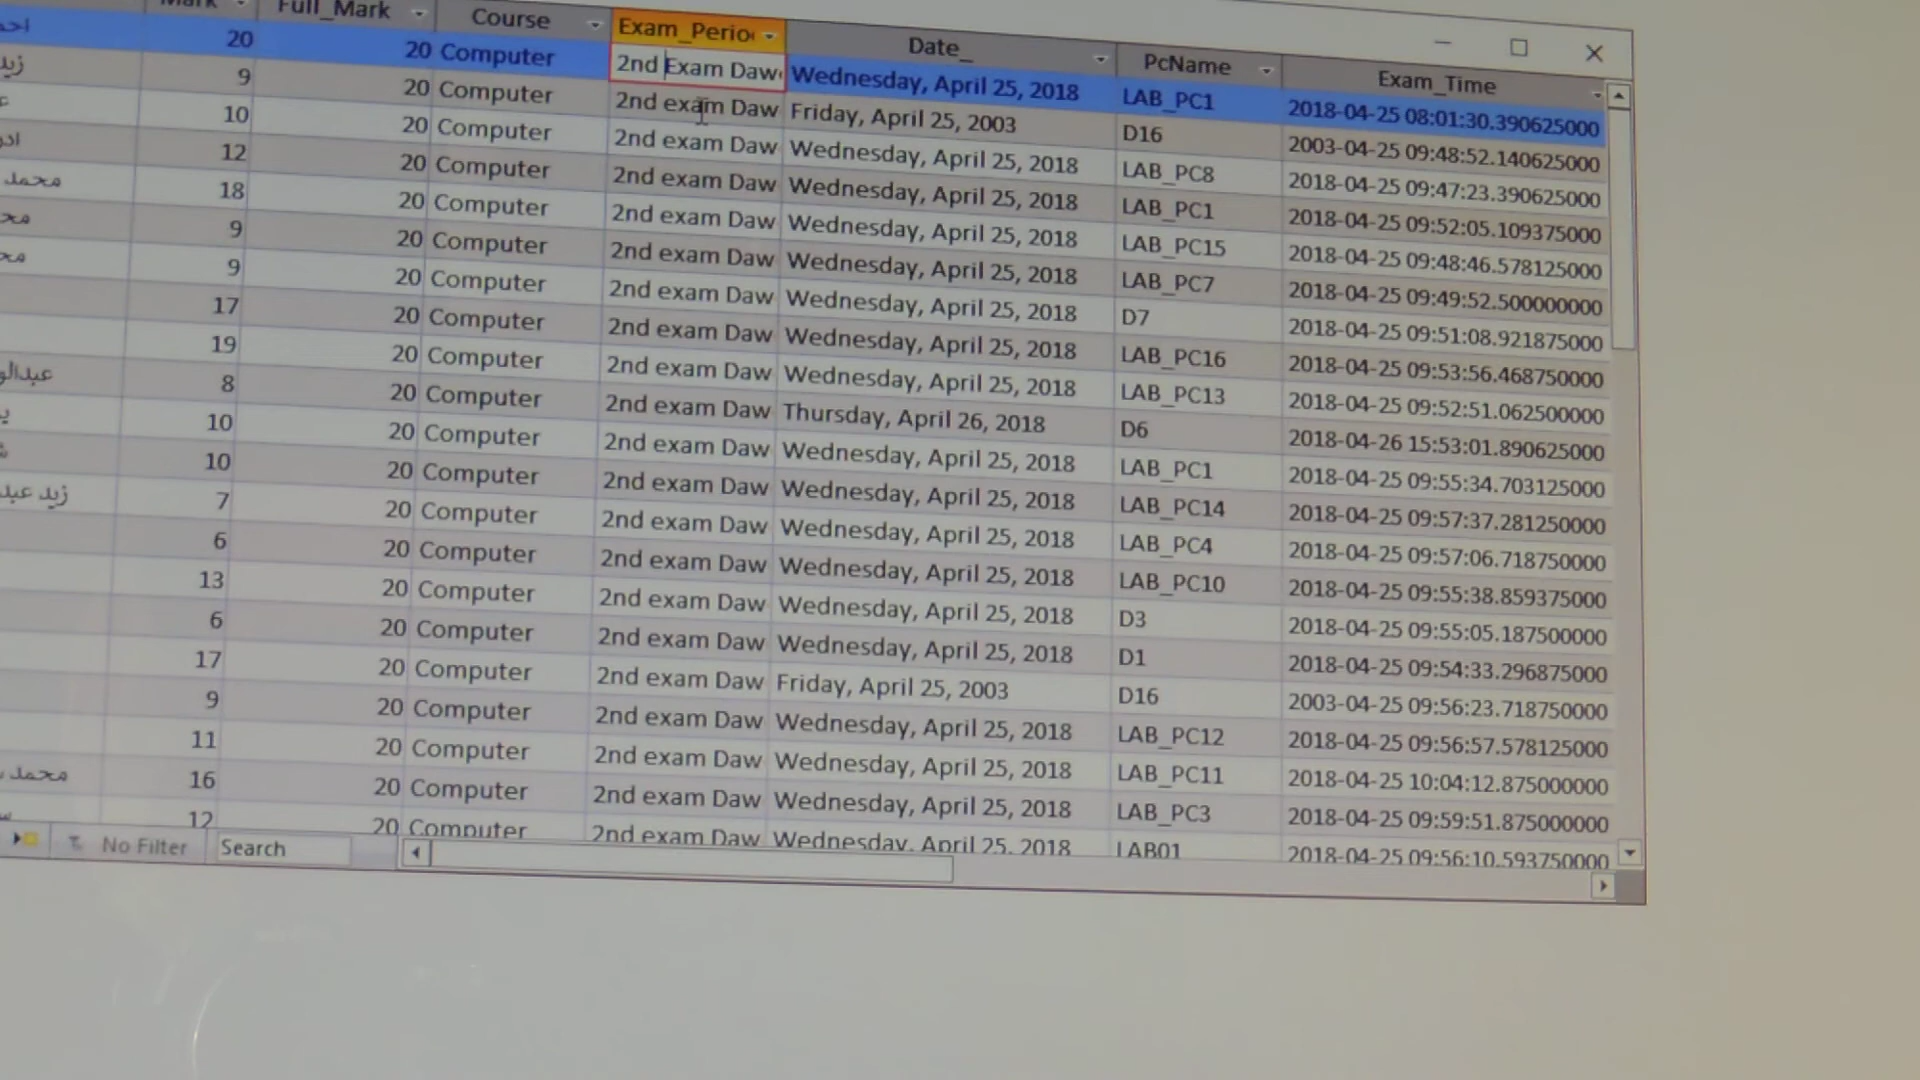 Full_Mark Course Exam_Perio Date_ PcName Exam_Time
20 20 Computer 2nd Exam Daw Wednesday, April 25, 2018 LAB_PC1 2018-04-25 08:01:30.390625000
زيد 9 20 Computer 2nd exam Daw Friday, April 25, 2003 D16 2003-04-25 09:48:52.140625000
10 20 Computer 2nd exam Daw Wednesday, April 25, 2018 LAB_PC8 2018-04-25 09:47:23.390625000
12 20 Computer 2nd exam Daw Wednesday, April 25, 2018 LAB_PC1 2018-04-25 09:52:05.109375000
محمد 18 20 Computer 2nd exam Daw Wednesday, April 25, 2018 LAB_PC15 2018-04-25 09:48:46.578125000
9 20 Computer 2nd exam Daw Wednesday, April 25, 2018 LAB_PC7 2018-04-25 09:49:52.500000000
9 20 Computer 2nd exam Daw Wednesday, April 25, 2018 D7 2018-04-25 09:51:08.921875000
17 20 Computer 2nd exam Daw Wednesday, April 25, 2018 LAB_PC16 2018-04-25 09:53:56.468750000
19 20 Computer 2nd exam Daw Wednesday, April 25, 2018 LAB_PC13 2018-04-25 09:52:51.062500000
8 20 Computer 2nd exam Daw Thursday, April 26, 2018 D6 2018-04-26 15:53:01.890625000
10 20 Computer 2nd exam Daw Wednesday, April 25, 2018 LAB_PC1 2018-04-25 09:55:34.703125000
10 20 Computer 2nd exam Daw Wednesday, April 25, 2018 LAB_PC14 2018-04-25 09:57:37.281250000
زيد 7 20 Computer 2nd exam Daw Wednesday, April 25, 2018 LAB_PC4 2018-04-25 09:57:06.718750000
6 20 Computer 2nd exam Daw Wednesday, April 25, 2018 LAB_PC10 2018-04-25 09:55:38.859375000
13 20 Computer 2nd exam Daw Wednesday, April 25, 2018 D3 2018-04-25 09:55:05.187500000
6 20 Computer 2nd exam Daw Wednesday, April 25, 2018 D1 2018-04-25 09:54:33.296875000
17 20 Computer 2nd exam Daw Friday, April 25, 2003 D16 2003-04-25 09:56:23.718750000
9 20 Computer 2nd exam Daw Wednesday, April 25, 2018 LAB_PC12 2018-04-25 09:56:57.578125000
11 20 Computer 2nd exam Daw Wednesday, April 25, 2018 LAB_PC11 2018-04-25 10:04:12.875000000
محمد 16 20 Computer 2nd exam Daw Wednesday, April 25, 2018 LAB_PC3 2018-04-25 09:59:51.875000000
12 20 Computer 2nd exam Daw Wednesday, April 25, 2018 LAB01 2018-04-25 09:56:10.593750000
No Filter Search